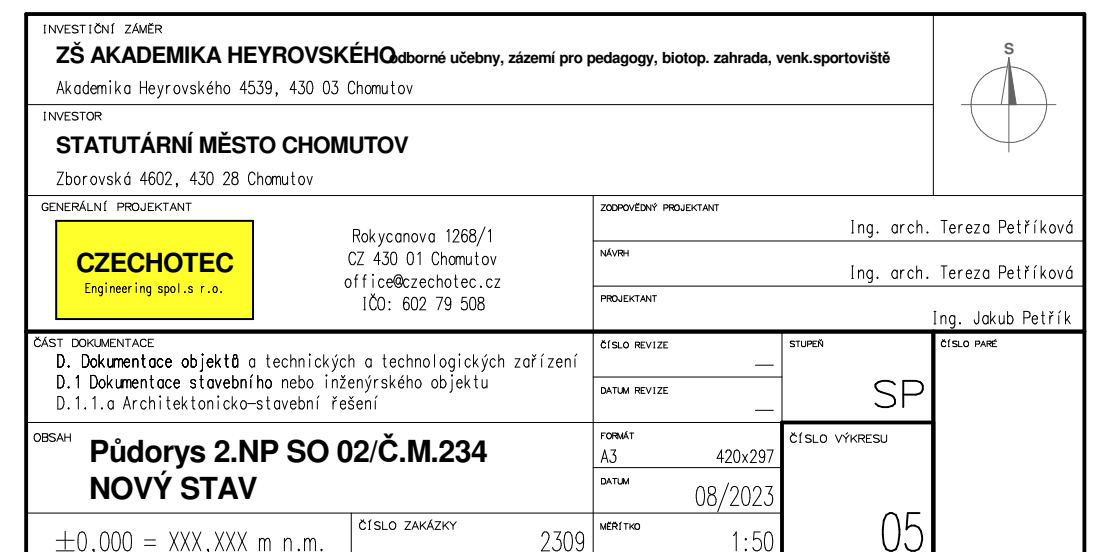 INVESTIČNÍ ZÁMĚR
ZŠ AKADEMIKA HEYROVSKÉHO odborné učebny, zázemí pro pedagogy, biotop. zahrada, venk.sportoviště
Akademika Heyrovského 4539, 430 03 Chomutov
S
INVESTOR
STATUTÁRNÍ MĚSTO CHOMUTOV
Zborovská 4602, 430 28 Chomutov
GENERÁLNÍ PROJEKTANT
CZECHOTEC
Engineering spol.s r.o.
Rokycanova 1268/1
CZ 430 01 Chomutov
office@czechotec.cz
IČO: 602 79 508
ZODPOVĚDNÝ PROJEKTANT
Ing. arch. Tereza Petříková
NÁVRH
Ing. arch. Tereza Petříková
PROJEKTANT
Ing. Jakub Petřík
ČÁST DOKUMENTACE
D. Dokumentace objektů a technických a technologických zařízení
D.1 Dokumentace stavebního nebo inženýrského objektu
D.1.1.a Architektonicko–stavební řešení
ČÍSLO REVIZE
—
DATUM REVIZE
—
STUPEŇ
SP
ČÍSLO PARÉ
OBSAH
Půdorys 2.NP SO 02/Č.M.234
NOVÝ STAV
FORMÁT
A3 420x297
DATUM
08/2023
ČÍSLO VÝKRESU
05
±0,000 = XXX,XXX m n.m.
ČÍSLO ZAKÁZKY
2309
MĚŘÍTKO
1:50